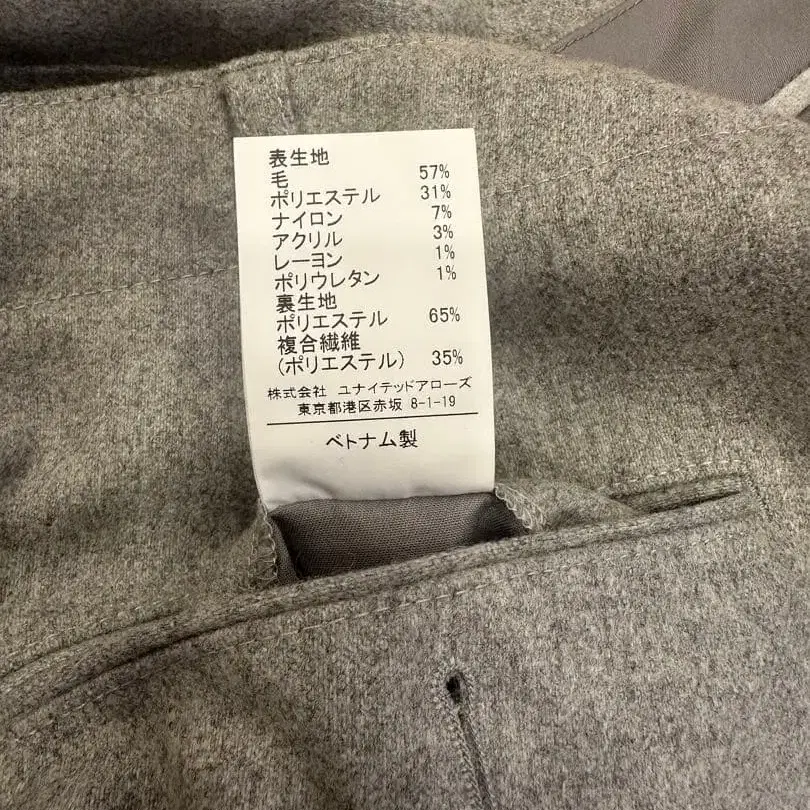 表生地
毛 57%
ポリエステル 31%
ナイロン 7%
アクリル 3%
レーヨン 1%
ポリウレタン 1%
裏生地
ポリエステル 65%
複合繊維
(ポリエステル) 35%
株式会社 ユナイテッドアローズ
東京都港区赤坂 8-1-19
ベトナム製